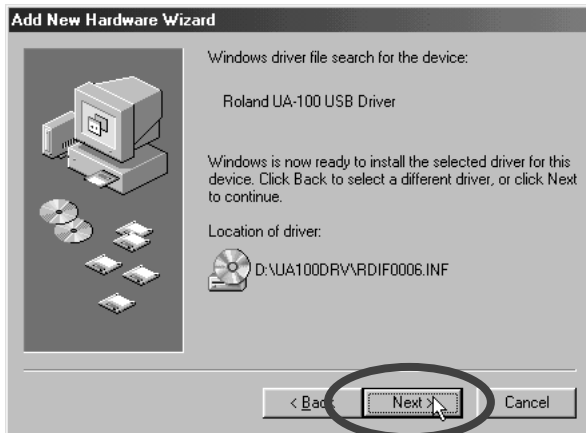 Add New Hardware Wizard
Windows driver file search for the device:
Roland UA-100 USB Driver
Windows is now ready to install the selected driver for this
device. Click Back to select a different driver, or click Next
to continue.
Location of driver:
D:\UA100DRV\RDIF0006.INF
< Back
Next >
Cancel